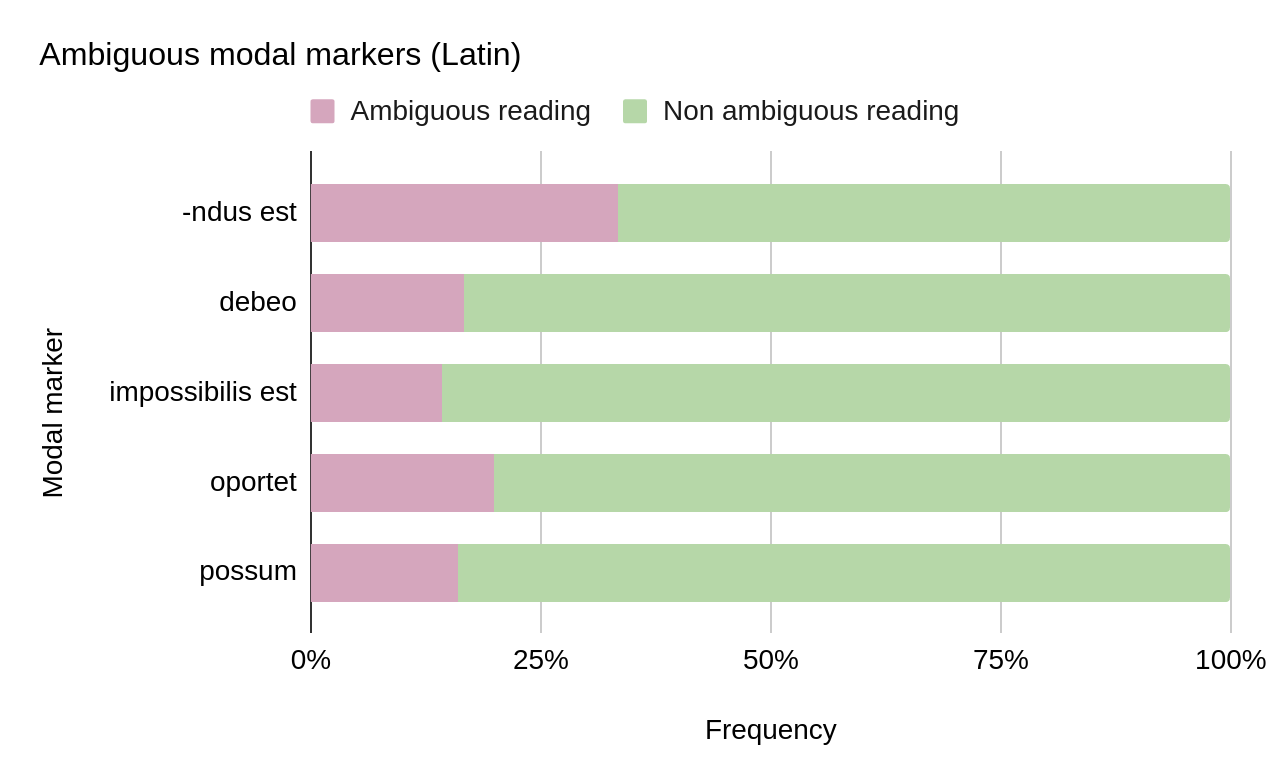 Ambiguous modal markers (Latin)
Ambiguous reading
Non ambiguous reading
Modal marker
-ndus est
debeo
impossibilis est
oportet
possum
0%
25%
50%
75%
100%
Frequency